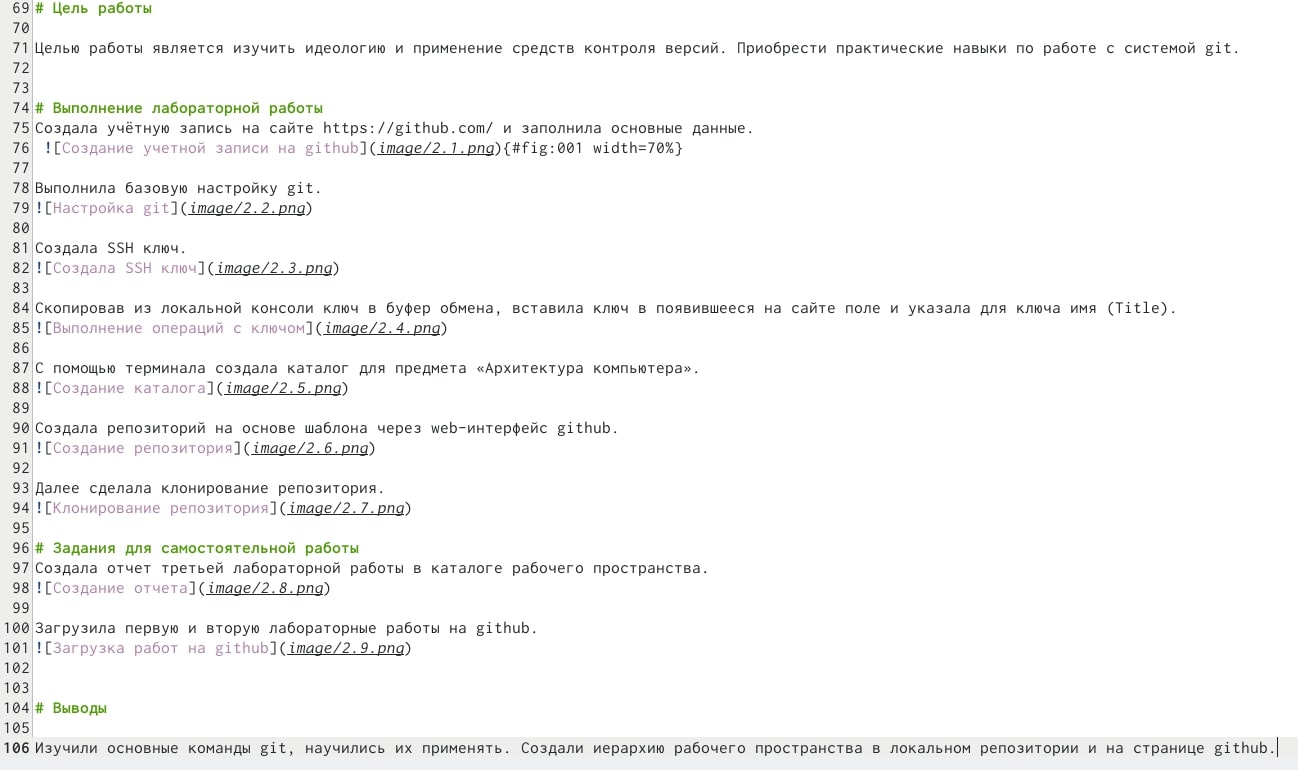 69 # Цель работы
70
71 Целью работы является изучить идеологию и применение средств контроля версий. Приобрести практические навыки по работе с системой git.
72
73
74 # Выполнение лабораторной работы
75 Создала учётную запись на сайте https://github.com/ и заполнила основные данные.
76  ![Создание учетной записи на github](image/2.1.png){#fig:001 width=70%}
77
78 Выполнила базовую настройку git.
79 ![Настройка git](image/2.2.png)
80
81 Создала SSH ключ.
82 ![Создала SSH ключ](image/2.3.png)
83
84 Скопировав из локальной консоли ключ в буфер обмена, вставила ключ в появившееся на сайте поле и указала для ключа имя (Title).
85 ![Выполнение операций с ключом](image/2.4.png)
86
87 С помощью терминала создала каталог для предмета «Архитектура компьютера».
88 ![Создание каталога](image/2.5.png)
89
90 Создала репозиторий на основе шаблона через web-интерфейс github.
91 ![Создание репозитория](image/2.6.png)
92
93 Далее сделала клонирование репозитория.
94 ![Клонирование репозитория](image/2.7.png)
95
96 # Задания для самостоятельной работы
97 Создала отчет третьей лабораторной работы в каталоге рабочего пространства.
98 ![Создание отчета](image/2.8.png)
99
100 Загрузила первую и вторую лабораторные работы на github.
101 ![Загрузка работ на github](image/2.9.png)
102
103
104 # Выводы
105
106 Изучили основные команды git, научились их применять. Создали иерархию рабочего пространства в локальном репозитории и на странице github.